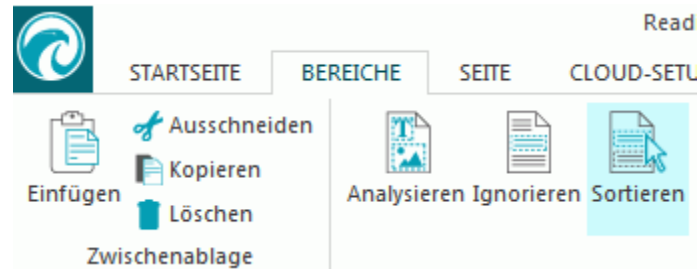 Read
STARTSEITE BEREICHE SEITE CLOUD-SETU
Ausschneiden
Kopieren
Einfügen
Löschen
Analysieren Ignorieren Sortieren
Zwischenablage